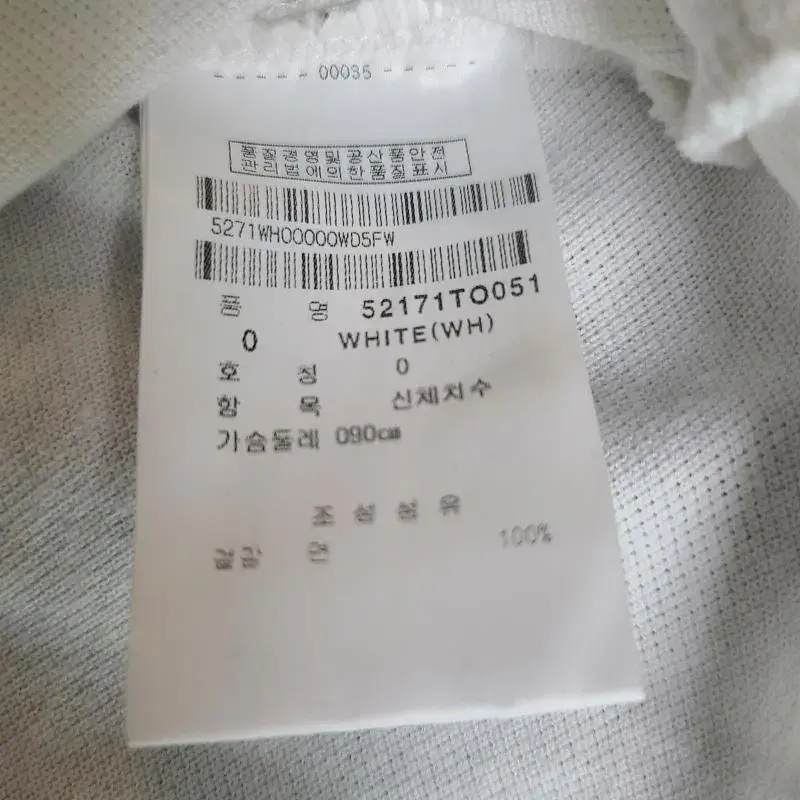 - - - - - 00035 - - - - -
품질경영및공산품안전
관리법에의한품질표시
5271WH00000WD5FW
품 명 52171TO051
0 WHITE(WH)
호 칭 0
항 목 신체치수
가슴둘레 090㎝
조 성 섬 유
겉감 면 100%